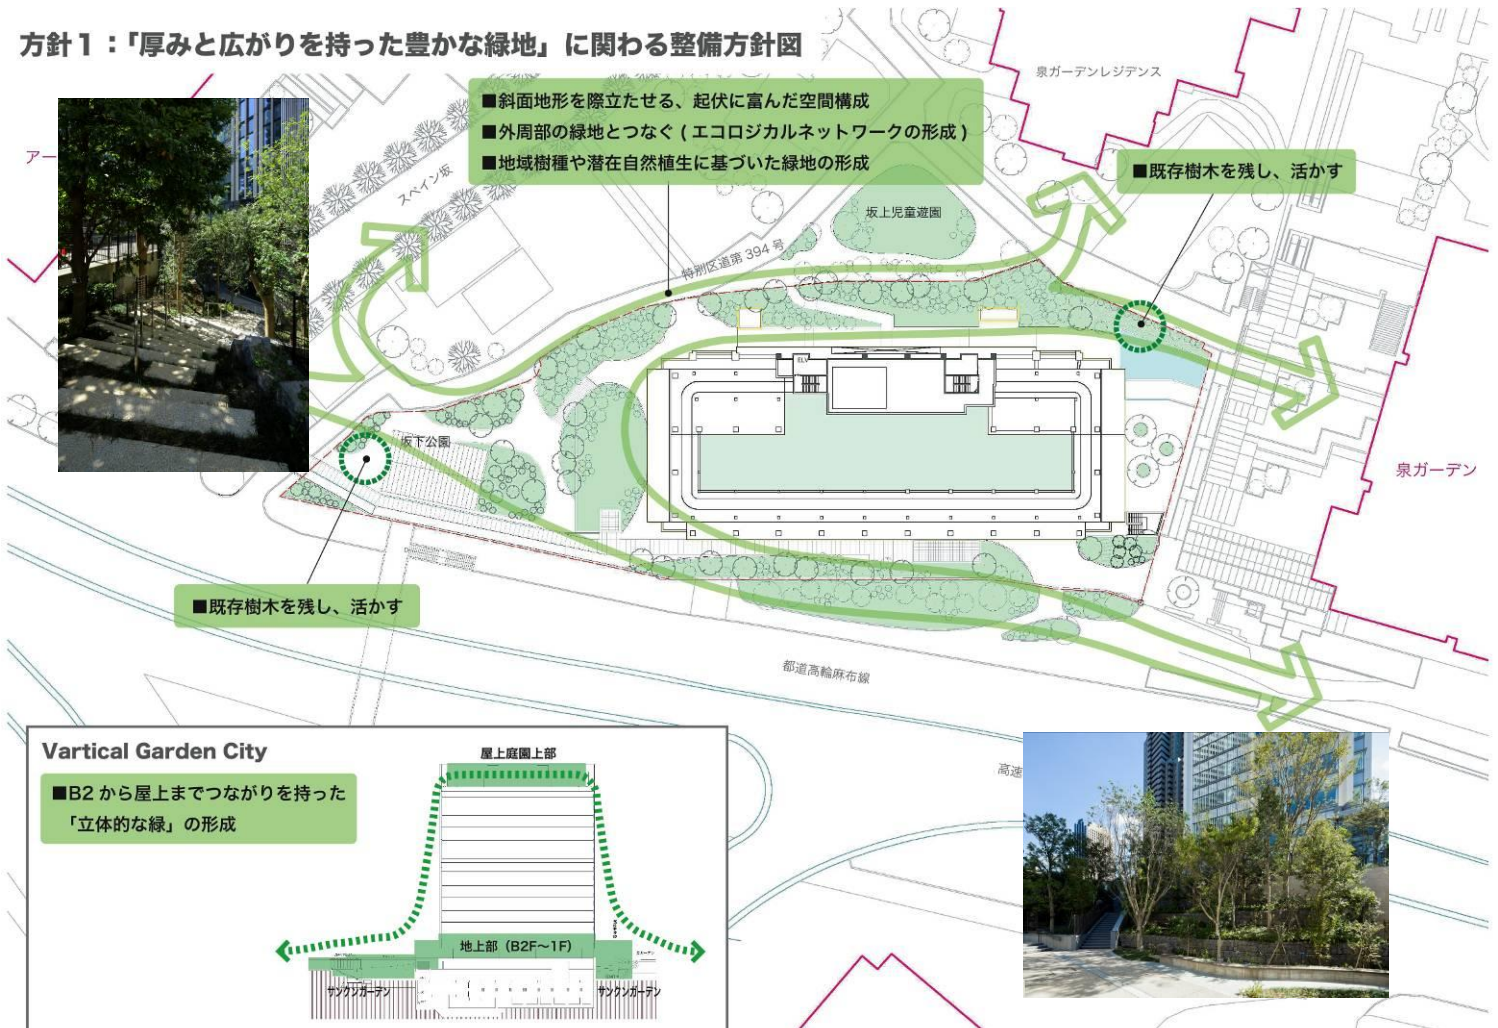 方針1:「厚みと広がりを持った豊かな緑地」に関わる整備方針図
■斜面地形を際立たせる、起伏に富んだ空間構成
■外周部の緑地とつなぐ(エコロジカルネットワークの形成)
■地域樹種や潜在自然植生に基づいた緑地の形成
泉ガーデンレジデンス
■既存樹木を残し、活かす
アー
スペイン坂
坂上児童遊園
特別区道第394号
ELV
坂下公園
泉ガーデン
■既存樹木を残し、活かす
都道高輪麻布線
高速
Vartical Garden City
■B2から屋上までつながりを持った
「立体的な緑」の形成
屋上庭園上部
地上部(B2F〜1F)
サンクンガーデン
サンクンガーデン